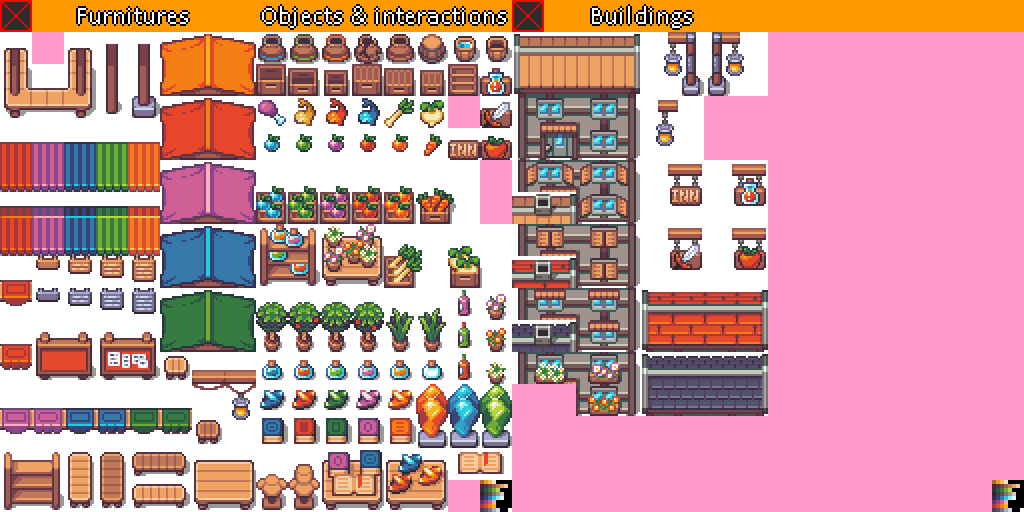 Furnitures
Objects & interactions
Buildings
INN
INN